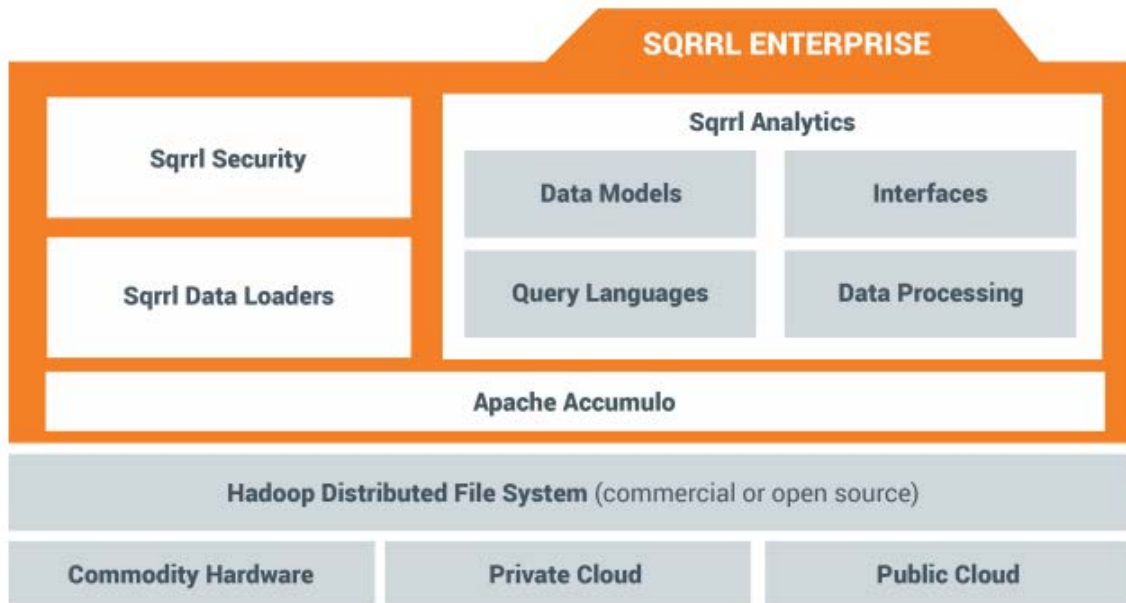 SQRRL ENTERPRISE
Sqrrl Security
Sqrrl Data Loaders
Sqrrl Analytics
Data Models
Interfaces
Query Languages
Data Processing
Apache Accumulo
Hadoop Distributed File System (commercial or open source)
Commodity Hardware
Private Cloud
Public Cloud